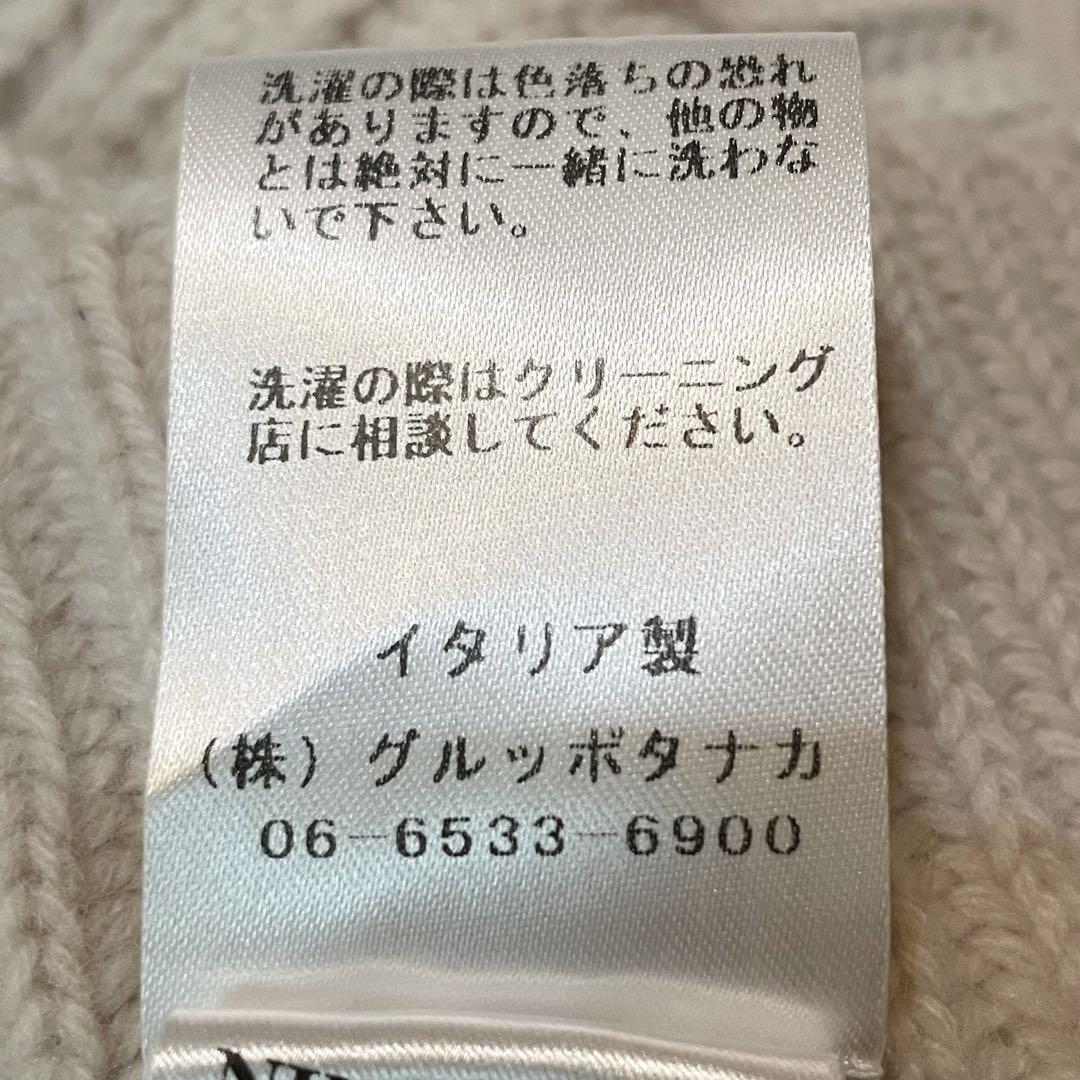 洗濯の際は色落ちの恐れ
がありますので、他の物
とは絶対に一緒に洗わな
いで下さい。
洗濯の際はクリーニング
店に相談してください。
イタリア製
(株) グルッポタナカ
06-6533-6900